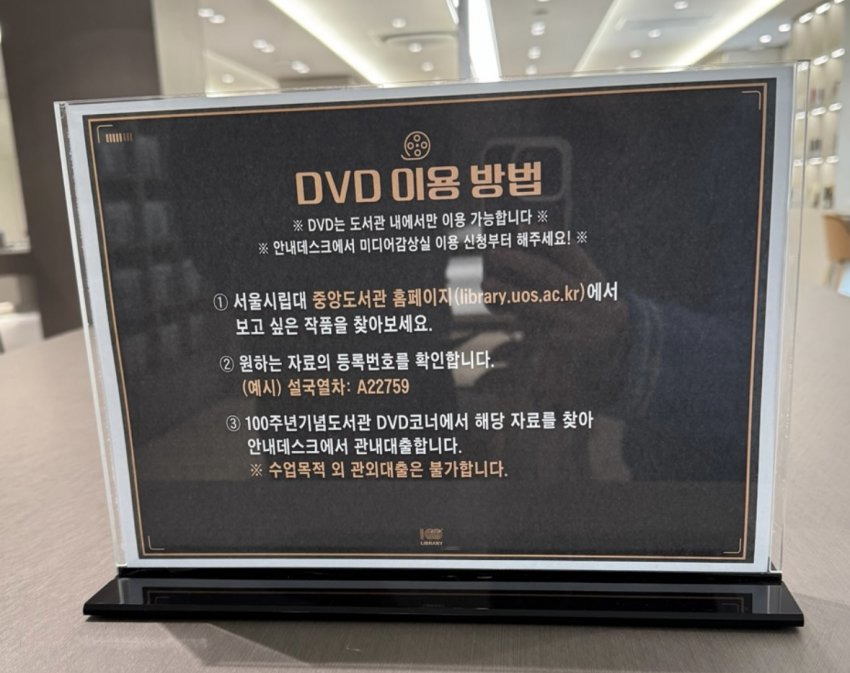 DVD 이용 방법
※ DVD는 도서관 내에서만 이용 가능합니다 ※
※ 안내데스크에서 미디어감상실 이용 신청부터 해주세요! ※
① 서울시립대 중앙도서관 홈페이지(library.uos.ac.kr)에서
보고 싶은 작품을 찾아보세요.
② 원하는 자료의 등록번호를 확인합니다.
(예시) 설국열차: A22759
③ 100주년기념도서관 DVD코너에서 해당 자료를 찾아
안내데스크에서 관내대출합니다.
※ 수업목적 외 관외대출은 불가합니다.
LIBRARY